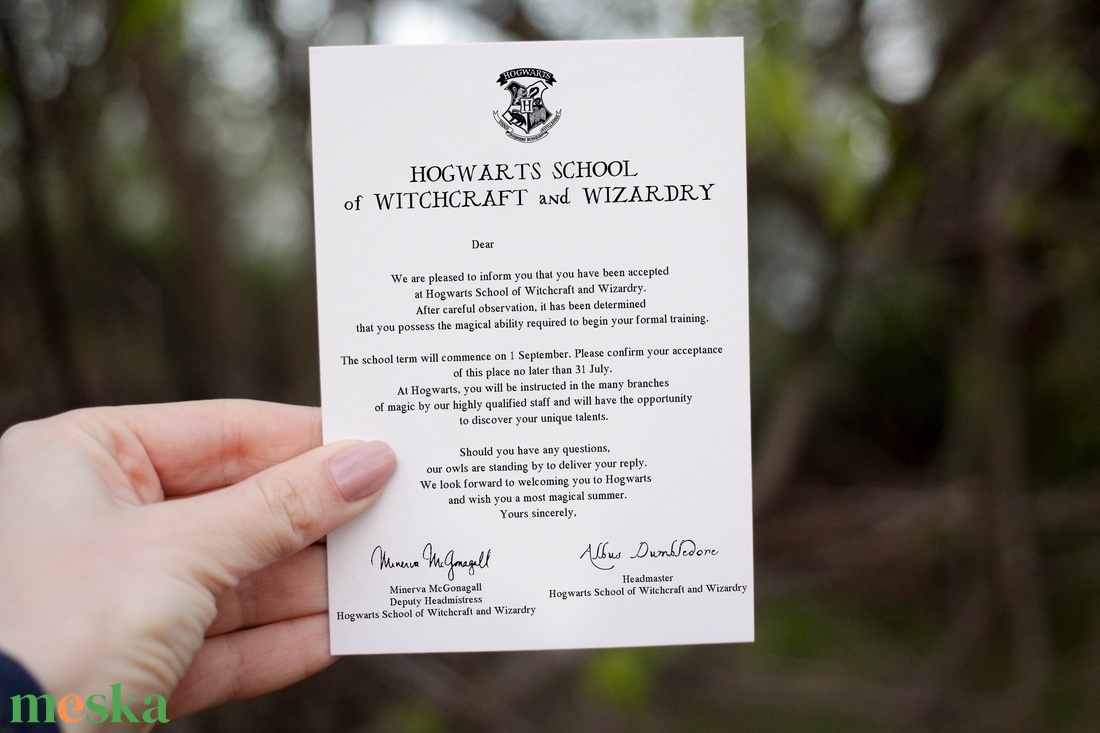 HOGWARTS
H
HOGWARTS SCHOOL
of WITCHCRAFT and WIZARDRY
Dear
We are pleased to inform you that you have been accepted
at Hogwarts School of Witchcraft and Wizardry.
After careful observation, it has been determined
that you possess the magical ability required to begin your formal training.
The school term will commence on 1 September. Please confirm your acceptance
of this place no later than 31 July.
At Hogwarts, you will be instructed in the many branches
of magic by our highly qualified staff and will have the opportunity
to discover your unique talents.
Should you have any questions,
our owls are standing by to deliver your reply.
We look forward to welcoming you to Hogwarts
and wish you a most magical summer.
Yours sincerely,
Minerva McGonagall
Minerva McGonagall
Deputy Headmistress
Hogwarts School of Witchcraft and Wizardry
Albus Dumbledore
Headmaster
Hogwarts School of Witchcraft and Wizardry
meska